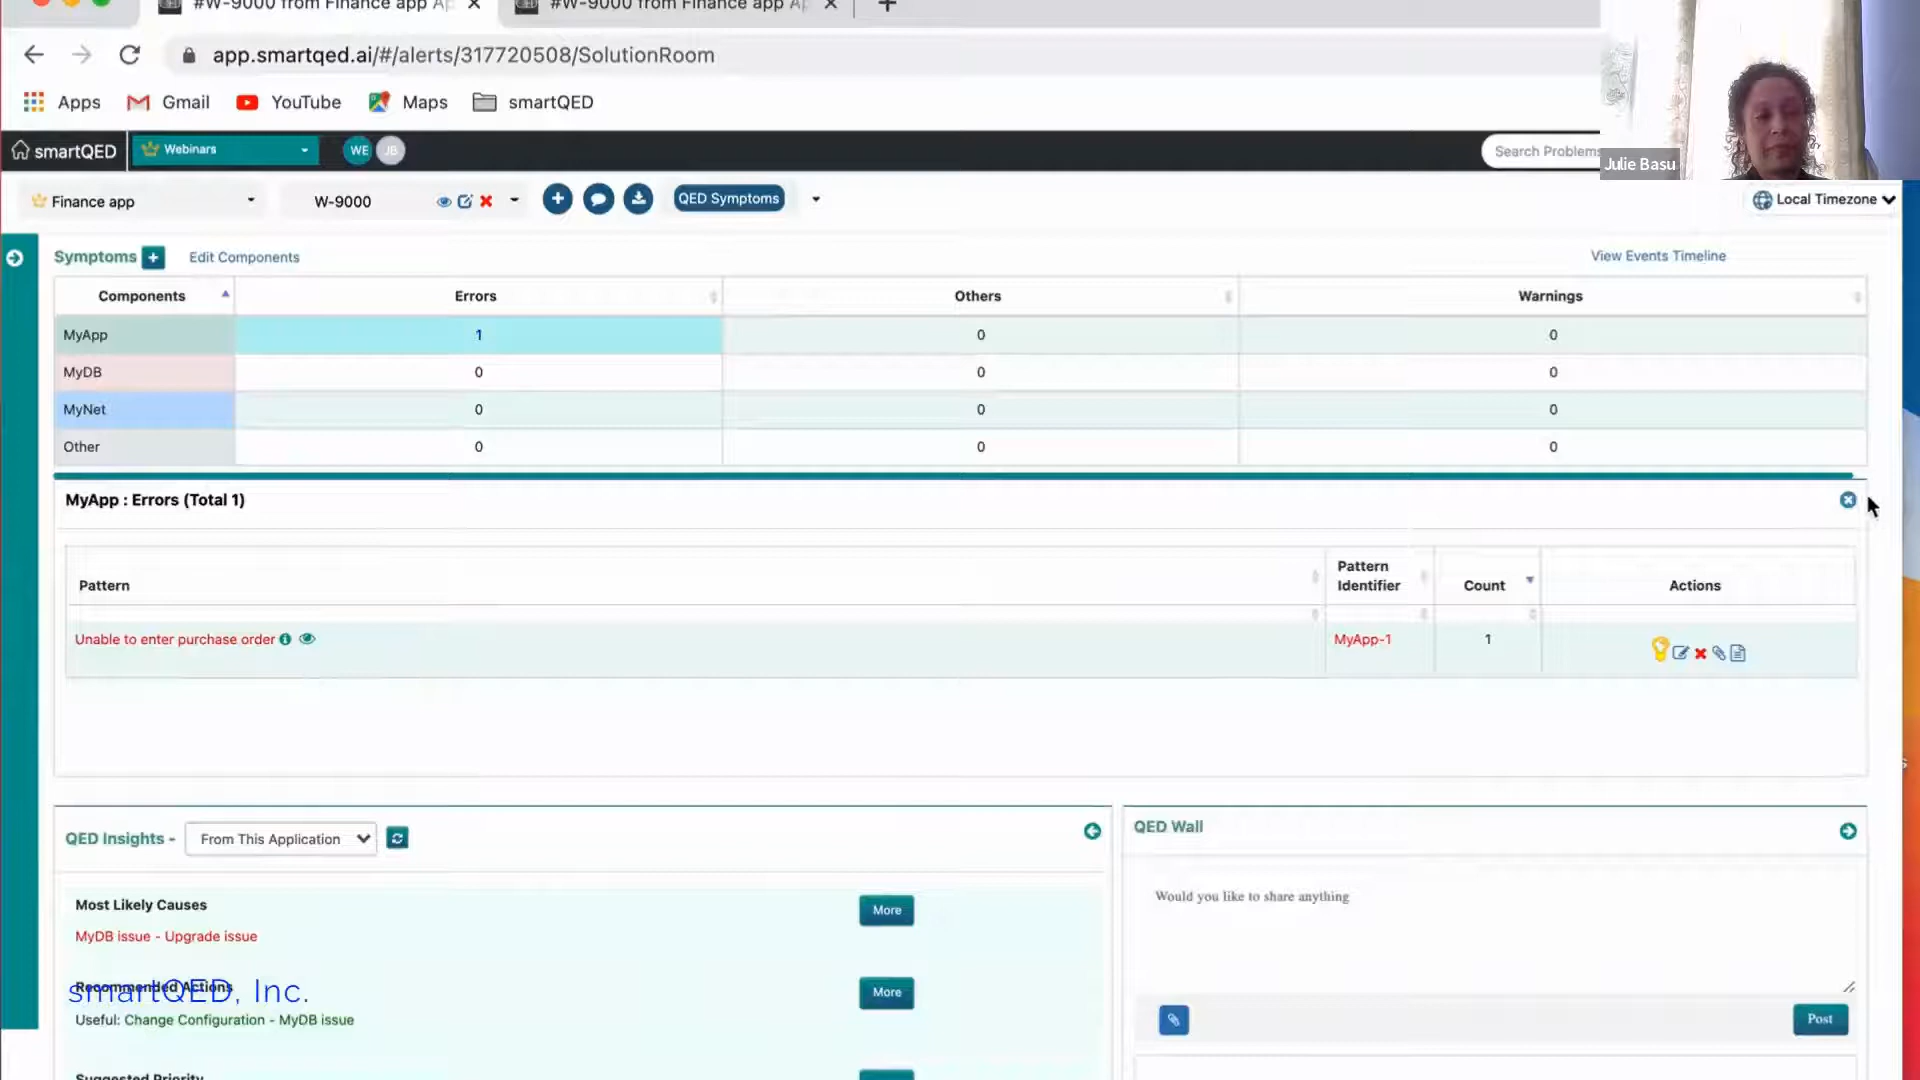 #W-9000 from Finance app Ap
#W-9000 from Finance app Ap
app.smartqed.ai/#/alerts/317720508/SolutionRoom
Apps Gmail YouTube Maps smartQED
smartQED Webinars WE JB Search Problems
Julie Basu
Finance app W-9000 QED Symptoms Local Timezone
Symptoms + Edit Components View Events Timeline
Components Errors Others Warnings
MyApp 1 0 0
MyDB 0 0 0
MyNet 0 0 0
Other 0 0 0
MyApp : Errors (Total 1)
Pattern Pattern Identifier Count Actions
Unable to enter purchase order MyApp-1 1
QED Insights - From This Application
Most Likely Causes More
MyDB issue - Upgrade issue
Recommended Actions More
smartQED, Inc.
Useful: Change Configuration - MyDB issue
Suggested Priority
QED Wall
Would you like to share anything
Post